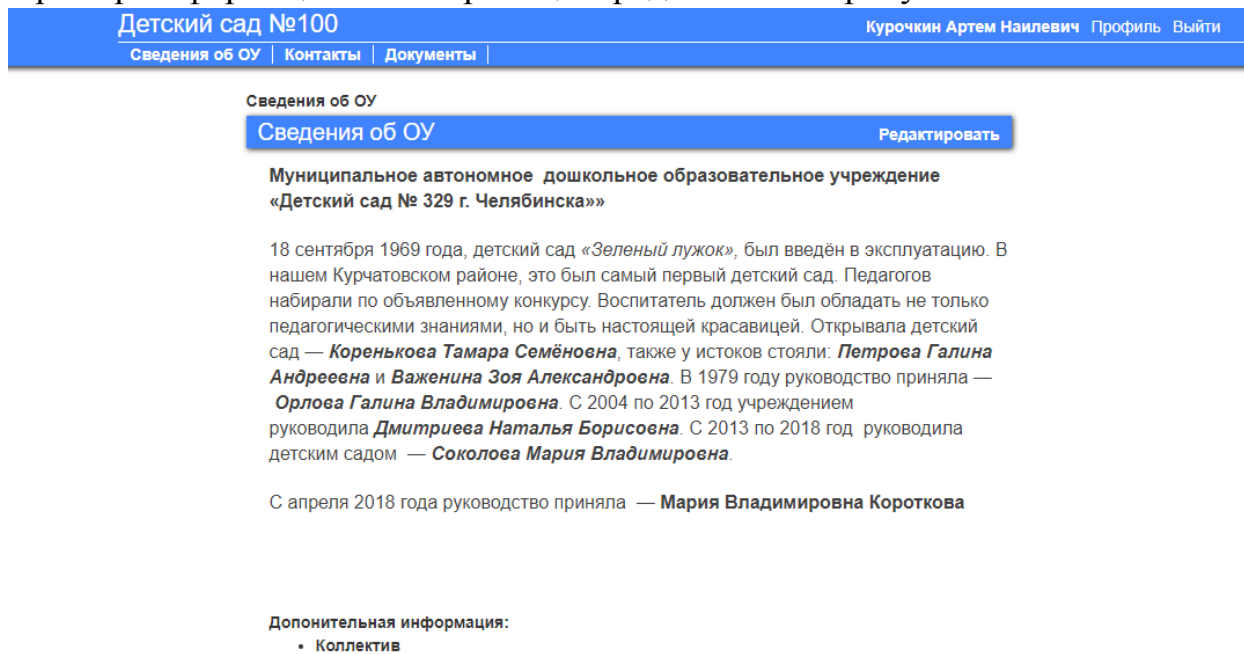 Детский сад №100
Курочкин Артем Наилевич Профиль Выйти
Сведения об ОУ Контакты Документы
Сведения об ОУ
Сведения об ОУ
Редактировать
Муниципальное автономное дошкольное образовательное учреждение
«Детский сад № 329 г. Челябинска»»
18 сентября 1969 года, детский сад «Зеленый лужок», был введён в эксплуатацию. В
нашем Курчатовском районе, это был самый первый детский сад. Педагогов
набирали по объявленному конкурсу. Воспитатель должен был обладать не только
педагогическими знаниями, но и быть настоящей красавицей. Открывала детский
сад — Коренькова Тамара Семёновна, также у истоков стояли: Петрова Галина
Андреевна и Важенина Зоя Александровна. В 1979 году руководство приняла —
Орлова Галина Владимировна. С 2004 по 2013 год учреждением
руководила Дмитриева Наталья Борисовна. С 2013 по 2018 год руководила
детским садом — Соколова Мария Владимировна.
С апреля 2018 года руководство приняла — Мария Владимировна Короткова
Допонительная информация:
• Коллектив